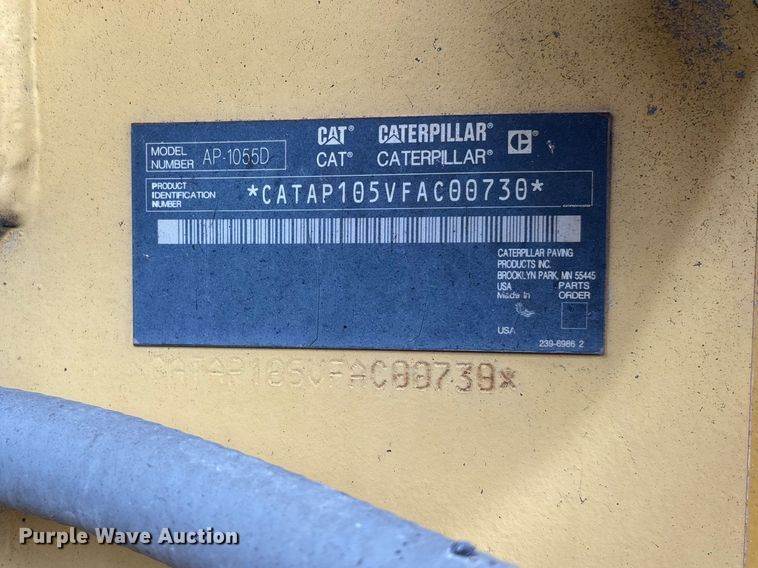 MODEL NUMBER AP-1055D
CAT CATERPILLAR
CAT CATERPILLAR
PRODUCT IDENTIFICATION NUMBER *CATAP105VFAC00730*
CATERPILLAR PAVING
PRODUCTS INC.
BROOKLYN PARK, MN 55445
USA
Made In
PARTS
ORDER
USA
239-6986 2
CATAP105VFAC00730*
Purple Wave Auction